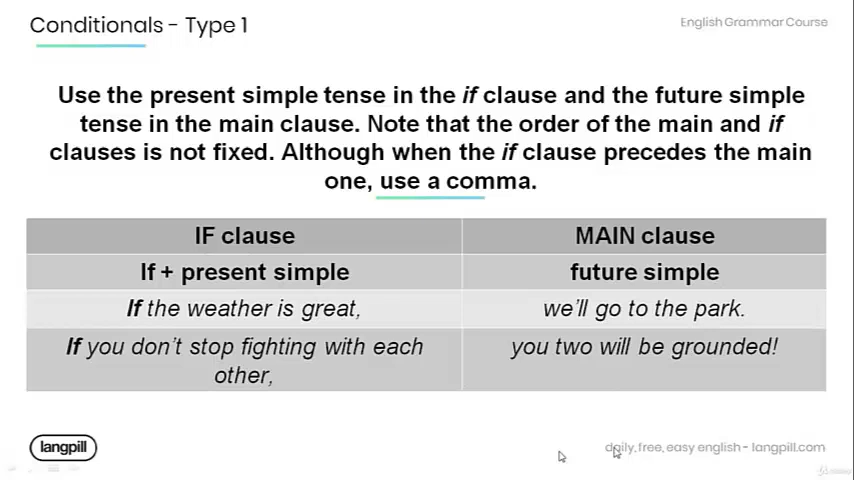 Conditionals - Type 1
English Grammar Course
Use the present simple tense in the if clause and the future simple
tense in the main clause. Note that the order of the main and if
clauses is not fixed. Although when the if clause precedes the main
one, use a comma.
IF clause
MAIN clause
If + present simple
future simple
If the weather is great,
we'll go to the park.
If you don't stop fighting with each
other,
you two will be grounded!
langpill
daily, free, easy english - langpill.com